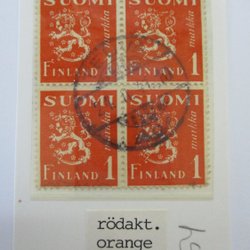 SUOMI SUOMI
markka markka
FINLAND 1 FINLAND 1
SUOMI SUOMI
markka markka
FINLAND 1 FINLAND 1
rödakt.
orange